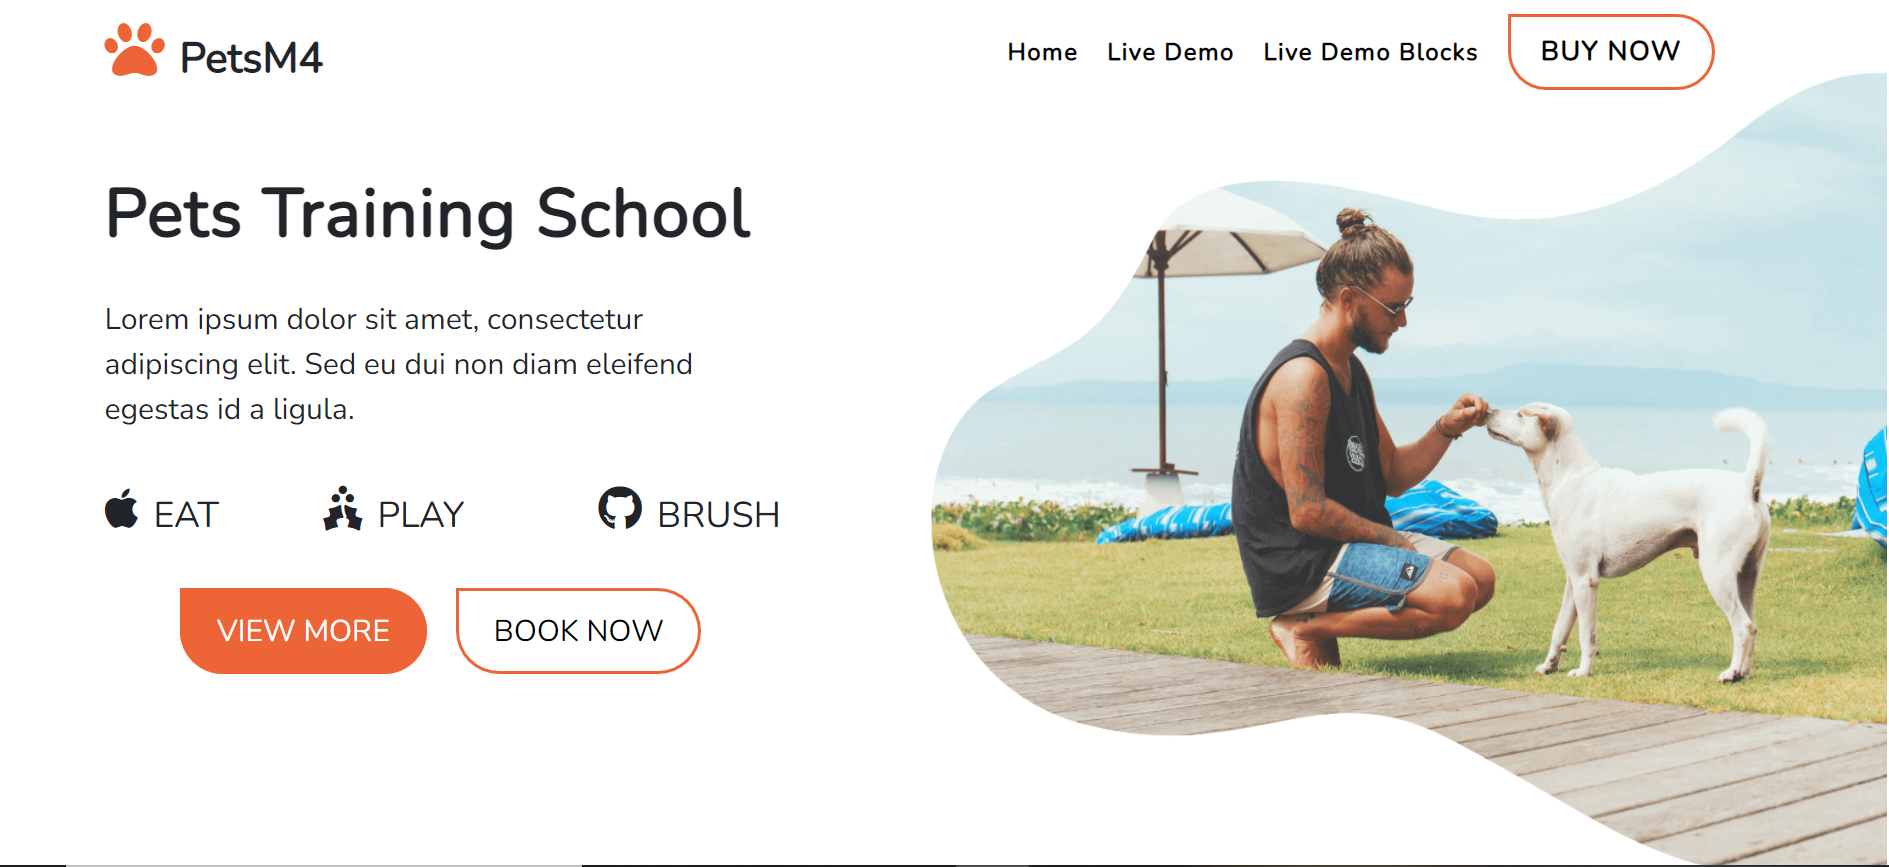 PetsM4
Home
Live Demo
Live Demo Blocks
BUY NOW
Pets Training School
Lorem ipsum dolor sit amet, consectetur
adipiscing elit. Sed eu dui non diam eleifend
egestas id a ligula.
EAT
PLAY
BRUSH
VIEW MORE
BOOK NOW